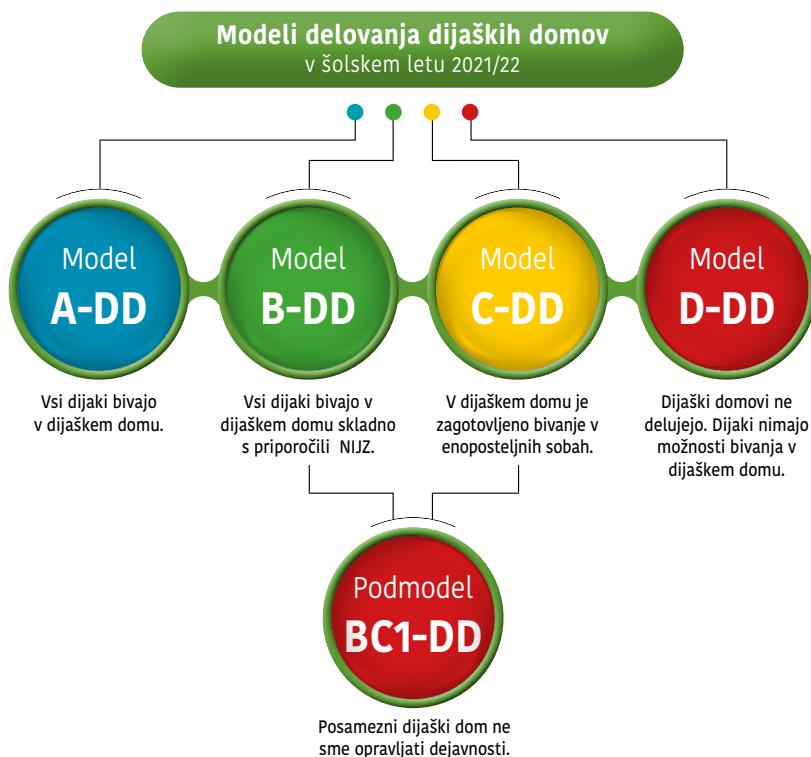 Modeli delovanja dijaških domov
v šolskem letu 2021/22
Model
A-DD
Model
B-DD
Model
C-DD
Model
D-DD
Vsi dijaki bivajo
v dijaškem domu.
Vsi dijaki bivajo v
dijaškem domu skladno
s priporočili NIJZ.
V dijaškem domu je
zagotovljeno bivanje v
enoposteljnih sobah.
Dijaški domovi ne
delujejo. Dijaki nimajo
možnosti bivanja v
dijaškem domu.
Podmodel
BC1-DD
Posamezni dijaški dom ne
sme opravljati dejavnosti.